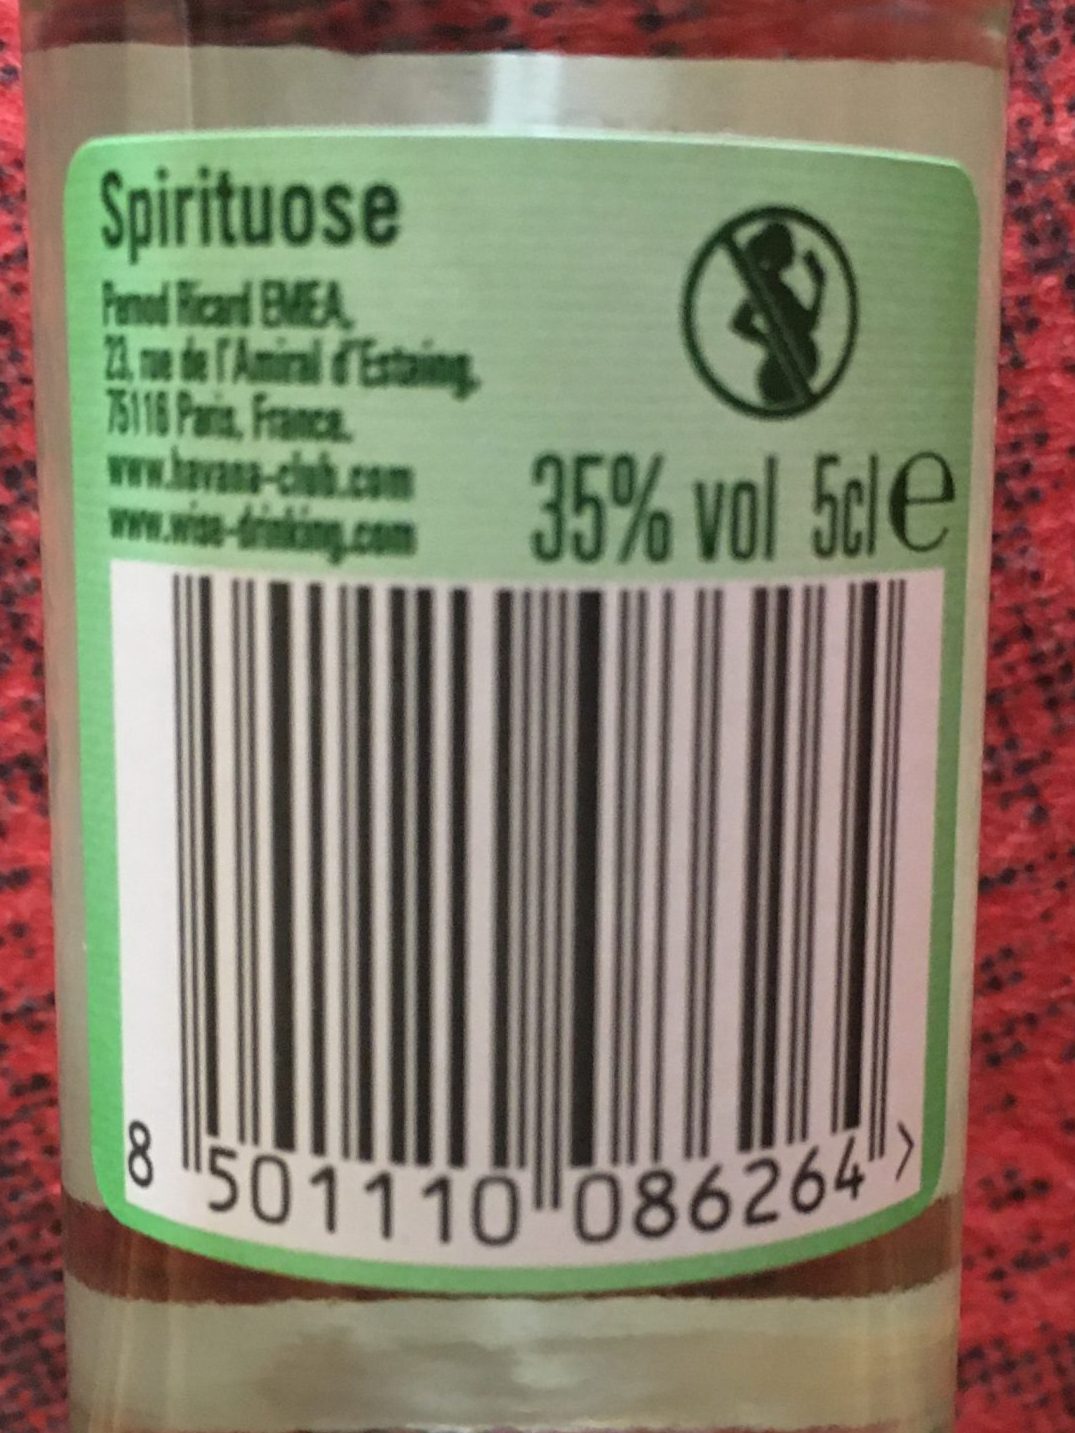 Spirituose
Pernod Ricard EMEA,
23, rue de l'Amiral d'Estaing,
75116 Paris, France.
www.havana-club.com
www.wise-drinking.com
35% vol 5cl e
8 501110 086264 >